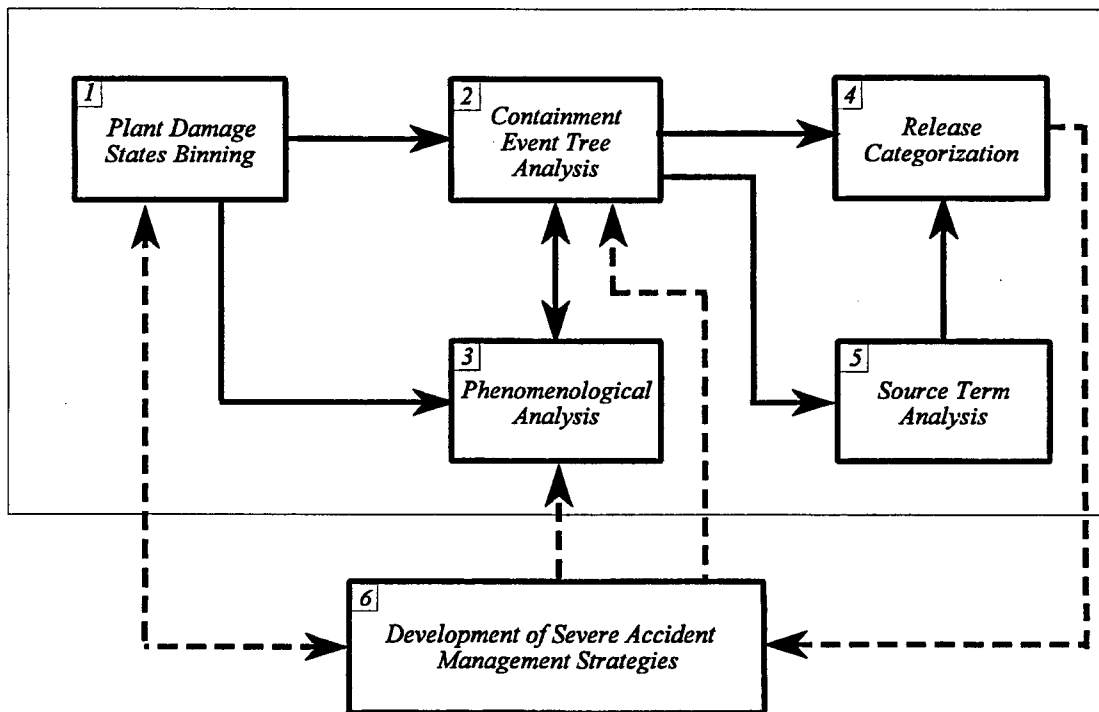 1
Plant Damage
States Binning
2
Containment
Event Tree
Analysis
4
Release
Categorization
3
Phenomenological
Analysis
5
Source Term
Analysis
6
Development of Severe Accident
Management Strategies